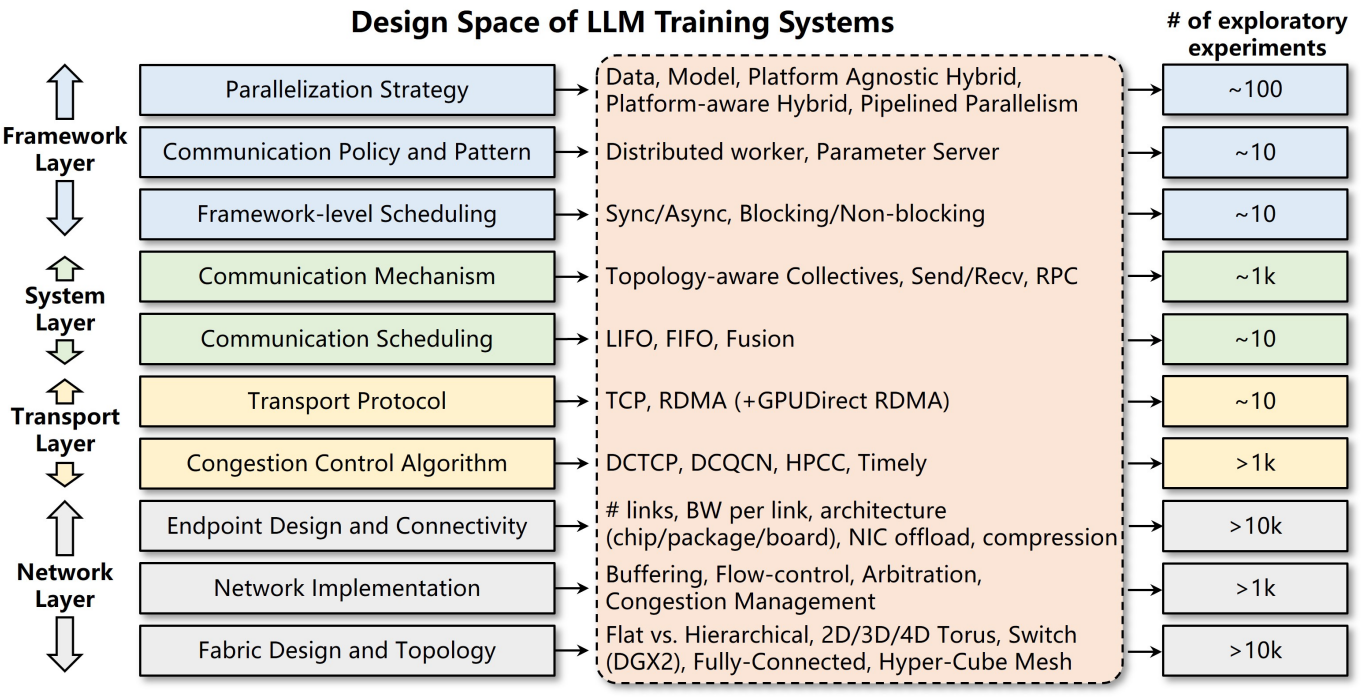 Design Space of LLM Training Systems
# of exploratory
experiments
Framework
Layer
Parallelization Strategy
Data, Model, Platform Agnostic Hybrid,
Platform-aware Hybrid, Pipelined Parallelism
~100
Communication Policy and Pattern
Distributed worker, Parameter Server
~10
Framework-level Scheduling
Sync/Async, Blocking/Non-blocking
~10
System
Layer
Communication Mechanism
Topology-aware Collectives, Send/Recv, RPC
~1k
Communication Scheduling
LIFO, FIFO, Fusion
~10
Transport
Layer
Transport Protocol
TCP, RDMA (+GPUDirect RDMA)
~10
Congestion Control Algorithm
DCTCP, DCQCN, HPCC, Timely
>1k
Network
Layer
Endpoint Design and Connectivity
# links, BW per link, architecture
(chip/package/board), NIC offload, compression
>10k
Network Implementation
Buffering, Flow-control, Arbitration,
Congestion Management
>1k
Fabric Design and Topology
Flat vs. Hierarchical, 2D/3D/4D Torus, Switch
(DGX2), Fully-Connected, Hyper-Cube Mesh
>10k